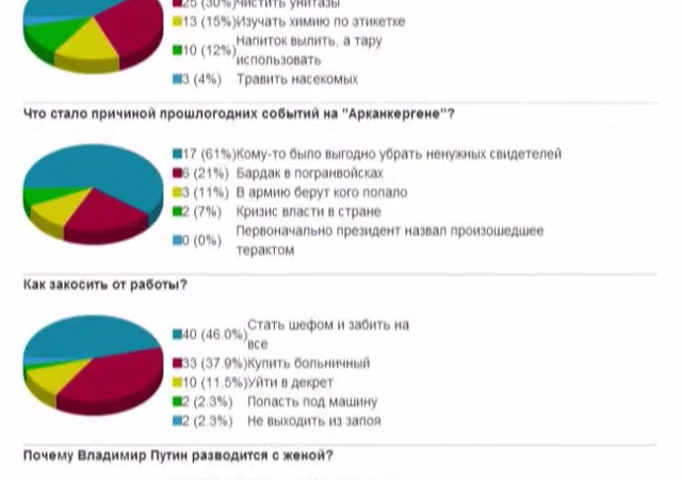 25 (30%)Чистить унитазы
13 (15%)Изучать химию по этикетке
10 (12%)Напиток вылить, а тару
использовать
3 (4%) Травить насекомых
Что стало причиной прошлогодних событий на "Арканкергене"?
17 (61%)Кому-то было выгодно убрать ненужных свидетелей
6 (21%) Бардак в погранвойсках
3 (11%) В армию берут кого попало
2 (7%) Кризис власти в стране
0 (0%) Первоначально президент назвал произошедшее
терактом
Как закосить от работы?
40 (46.0%)Стать шефом и забить на
все
33 (37.9%)Купить больничный
10 (11.5%)Уйти в декрет
2 (2.3%) Попасть под машину
2 (2.3%) Не выходить из запоя
Почему Владимир Путин разводится с женой?